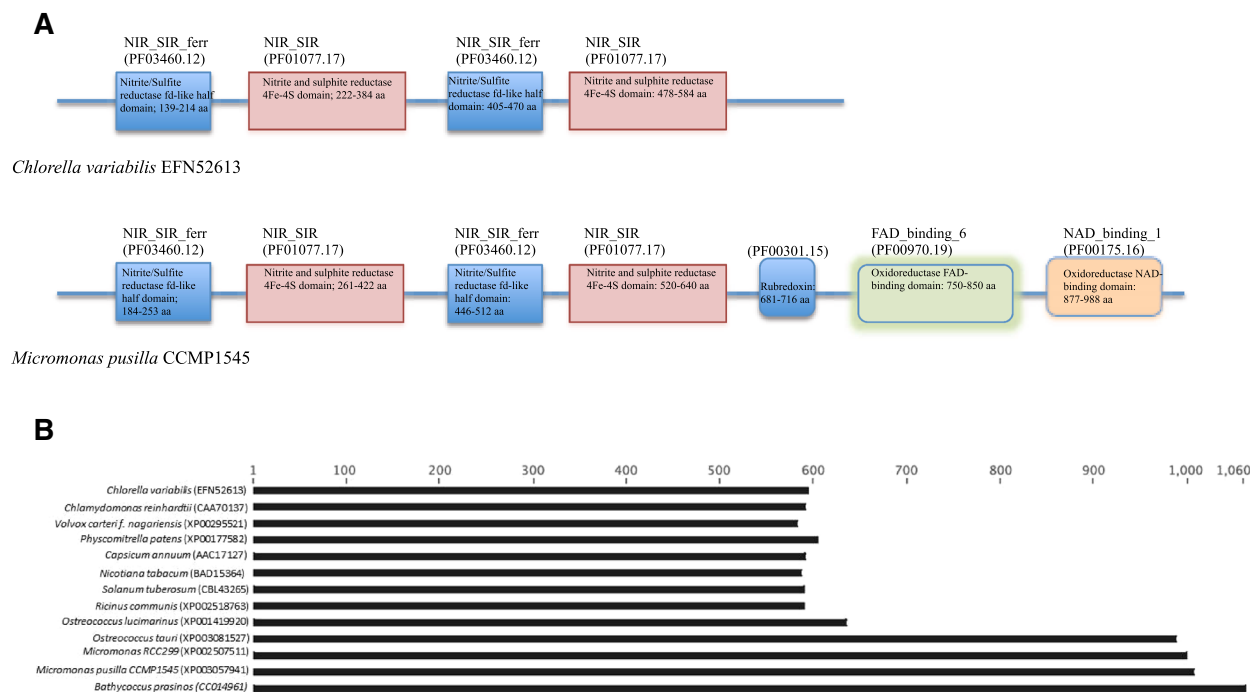 A
NIR_SIR_ferr
(PF03460.12)
NIR_SIR
(PF01077.17)
NIR_SIR_ferr
(PF03460.12)
NIR_SIR
(PF01077.17)
Nitrite/Sulfite
reductase fd-like half
domain; 139-214 aa
Nitrite and sulphite reductase
4Fe-4S domain; 222-384 aa
Nitrite/Sulfite
reductase fd-like half
domain: 405-470 aa
Nitrite and sulphite reductase
4Fe-4S domain: 478-584 aa
Chlorella variabilis EFN52613
NIR_SIR_ferr
(PF03460.12)
NIR_SIR
(PF01077.17)
NIR_SIR_ferr
(PF03460.12)
NIR_SIR
(PF01077.17)
(PF00301.15)
FAD_binding_6
(PF00970.19)
NAD_binding_1
(PF00175.16)
Nitrite/Sulfite
reductase fd-like
half domain;
184-253 aa
Nitrite and sulphite reductase
4Fe-4S domain; 261-422 aa
Nitrite/Sulfite
reductase fd-like
half domain:
446-512 aa
Nitrite and sulphite reductase
4Fe-4S domain: 520-640 aa
Rubredoxin:
681-716 aa
Oxidoreductase FAD-
binding domain: 750-850 aa
Oxidoreductase NAD-
binding domain:
877-988 aa
Micromonas pusilla CCMP1545
B
1 100 200 300 400 500 600 700 800 900 1,000 1,060
Chlorella variabilis (EFN52613)
Chlamydomonas reinhardtii (CAA70137)
Volvox carteri f. nagariensis (XP00295521)
Physcomitrella patens (XP00177582)
Capsicum annuum (AAC17127)
Nicotiana tabacum (BAD15364)
Solanum tuberosum (CBL43265)
Ricinus communis (XP002518763)
Ostreococcus lucimarinus (XP001419920)
Ostreococcus tauri (XP003081527)
Micromonas RCC299 (XP002507511)
Micromonas pusilla CCMP1545 (XP003057941)
Bathycoccus prasinos (CC014961)